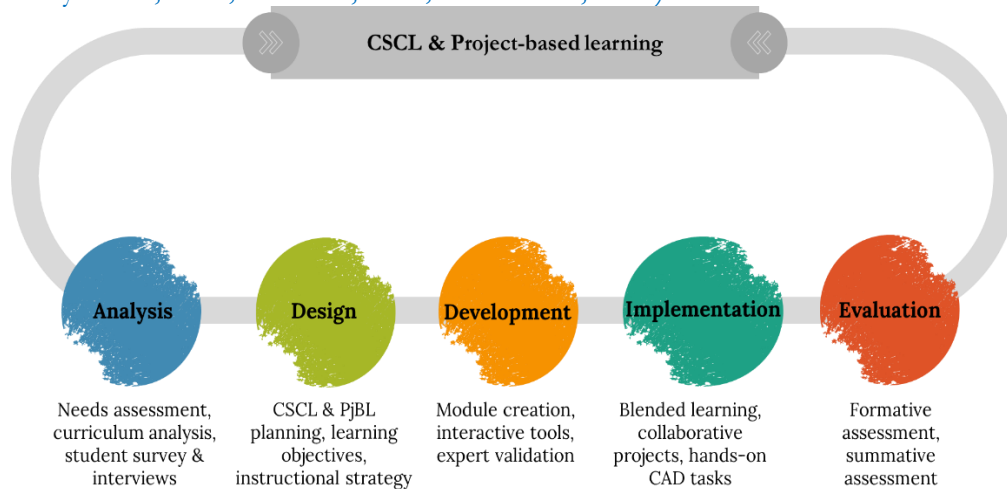 CSCL & Project-based learning
Analysis
Design
Development
Implementation
Evaluation
Needs assessment,
curriculum analysis,
student survey &
interviews
CSCL & PjBL
planning, learning
objectives,
instructional strategy
Module creation,
interactive tools,
expert validation
Blended learning,
collaborative
projects, hands-on
CAD tasks
Formative
assessment,
summative
assessment